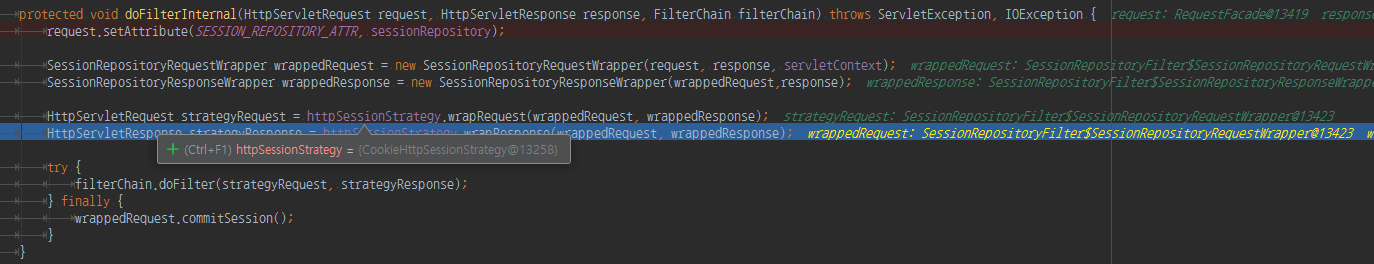 protected void doFilterInternal(HttpServletRequest request, HttpServletResponse response, FilterChain filterChain) throws ServletException, IOException { request: RequestFacade@13419 respons
request.setAttribute(SESSION_REPOSITORY_ATTR, sessionRepository);
SessionRepositoryRequestWrapper wrappedRequest = new SessionRepositoryRequestWrapper(request, response, servletContext); wrappedRequest: SessionRepositoryFilter$SessionRepositoryRequestWr
SessionRepositoryResponseWrapper wrappedResponse = new SessionRepositoryResponseWrapper(wrappedRequest,response); wrappedResponse: SessionRepositoryFilter$SessionRepositoryResponseWrappe
HttpServletRequest strategyRequest = httpSessionStrategy.wrapRequest(wrappedRequest, wrappedResponse); strategyRequest: SessionRepositoryFilter$SessionRepositoryRequestWrapper@13423
HttpServletResponse strategyResponse = httpSessionStrategy.wrapResponse(wrappedRequest, wrappedResponse); wrappedRequest: SessionRepositoryFilter$SessionRepositoryRequestWrapper@13423 w
+ (Ctrl+F1) httpSessionStrategy = {CookieHttpSessionStrategy@13258}
try {
filterChain.doFilter(strategyRequest, strategyResponse);
} finally {
wrappedRequest.commitSession();
}
}